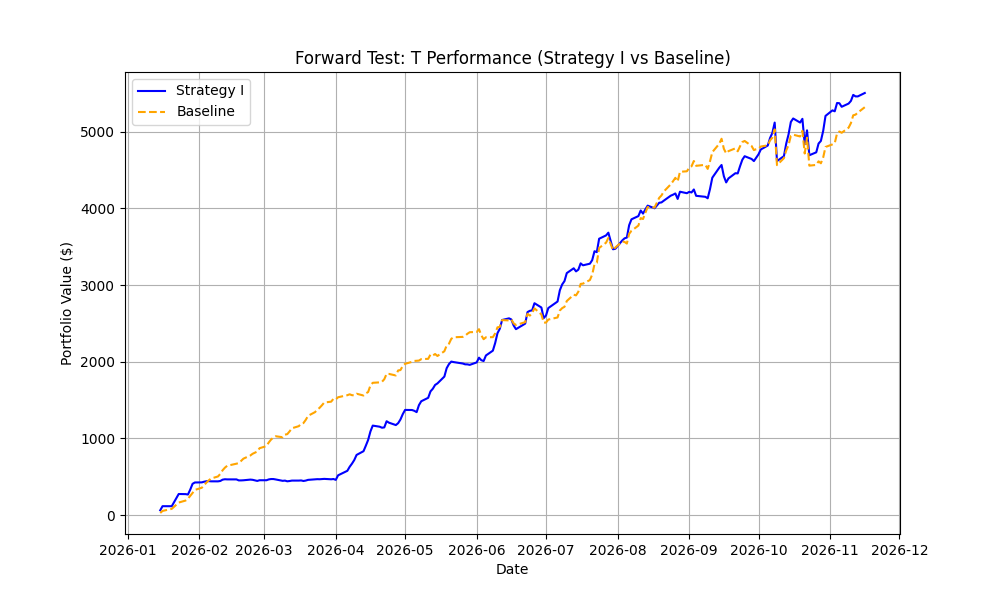 Forward Test: T Performance (Strategy I vs Baseline)
Strategy I
Baseline
Portfolio Value ($)
5000
4000
3000
2000
1000
0
2026-01 2026-02 2026-03 2026-04 2026-05 2026-06 2026-07 2026-08 2026-09 2026-10 2026-11 2026-12
Date